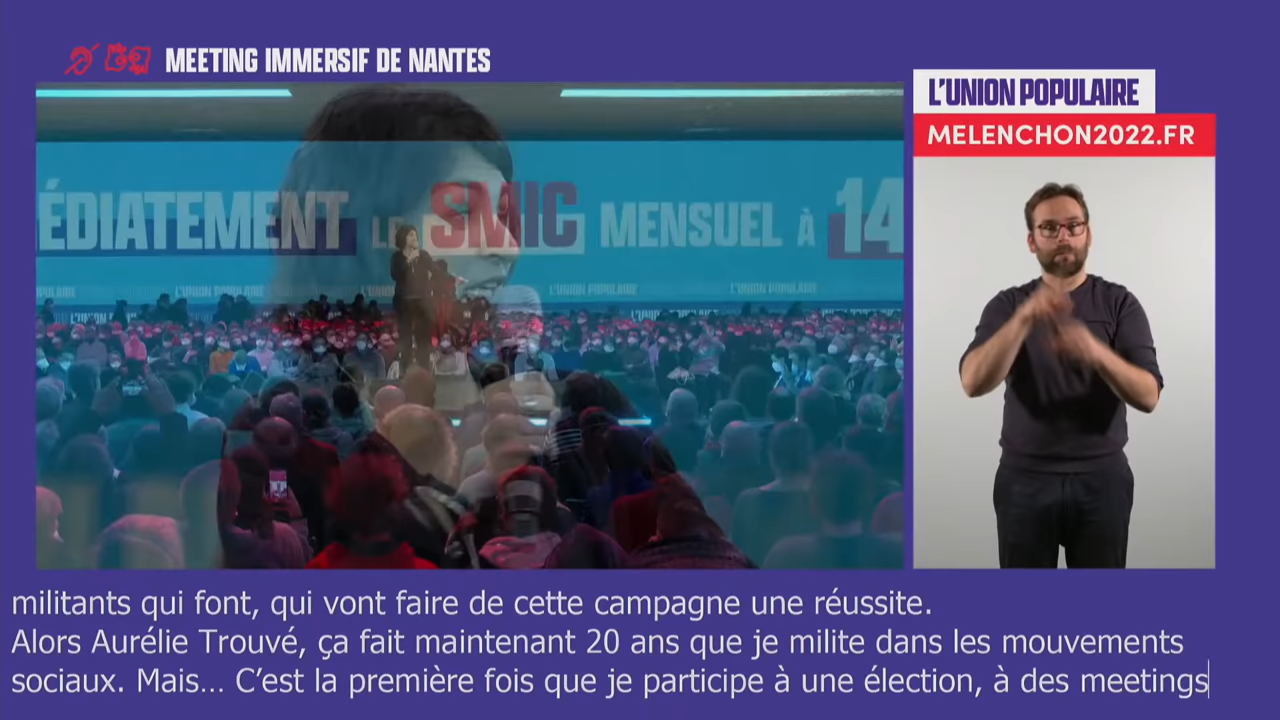 MEETING IMMERSIF DE NANTES
L'UNION POPULAIRE
MELENCHON2022.FR
ÉDIATEMENT LE SMIC MENSUEL À 14
L'UNION POPULAIRE L'UNION POPULAIRE
militants qui font, qui vont faire de cette campagne une réussite.
Alors Aurélie Trouvé, ça fait maintenant 20 ans que je milite dans les mouvements
sociaux. Mais… C'est la première fois que je participe à une élection, à des meetings